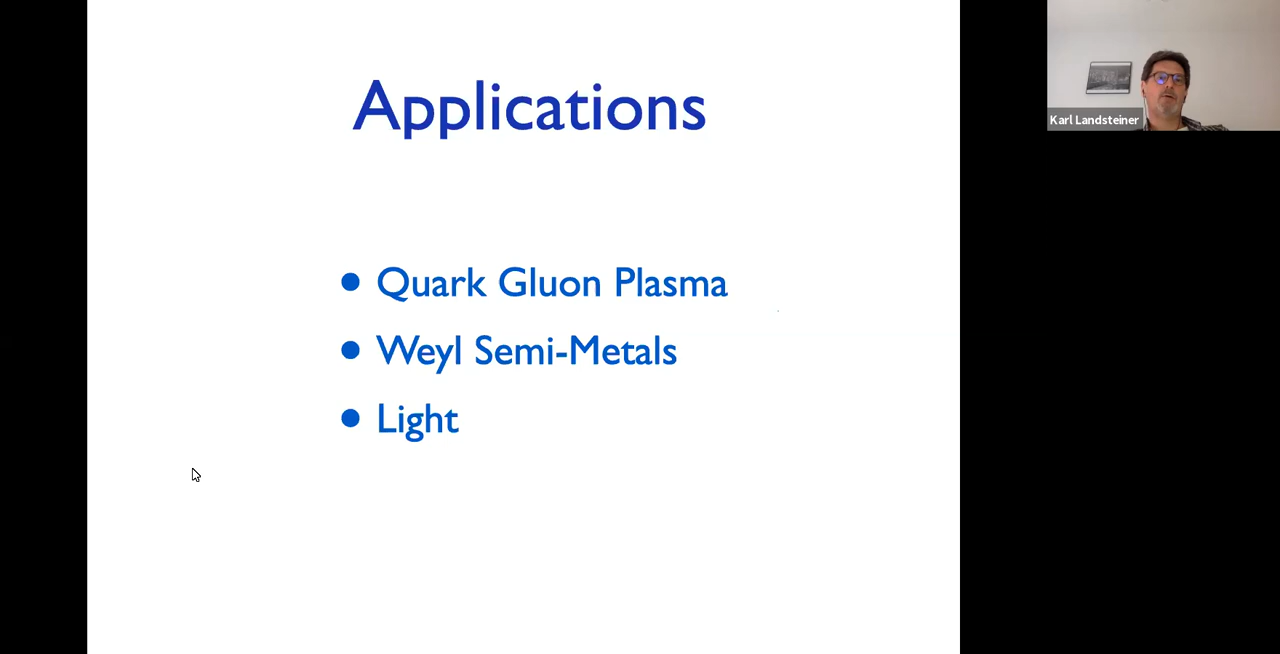 Applications
Quark Gluon Plasma
Weyl Semi-Metals
Light
Karl Landsteiner